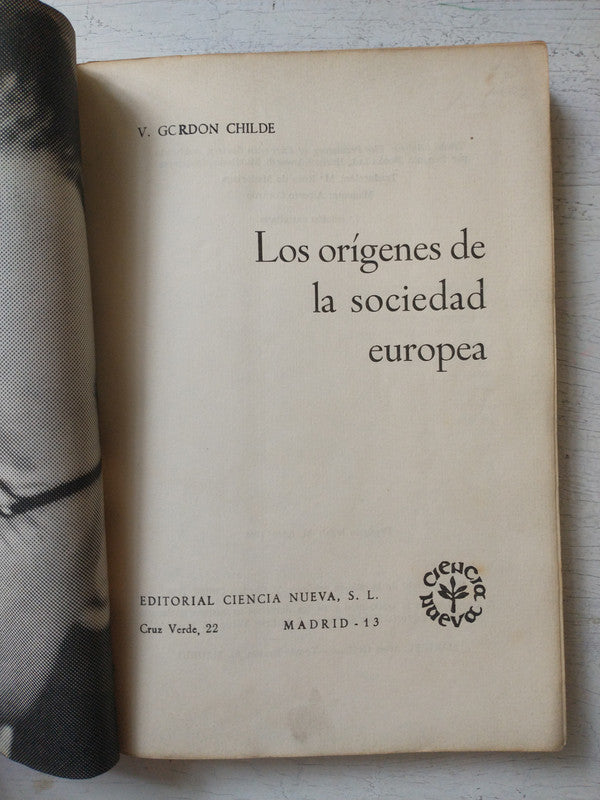 V. GORDON CHILDE
Los orígenes de
la sociedad
europea
EDITORIAL CIENCIA NUEVA, S. L.
Cruz Verde, 22 MADRID - 13
CIENCIA
NUEVA